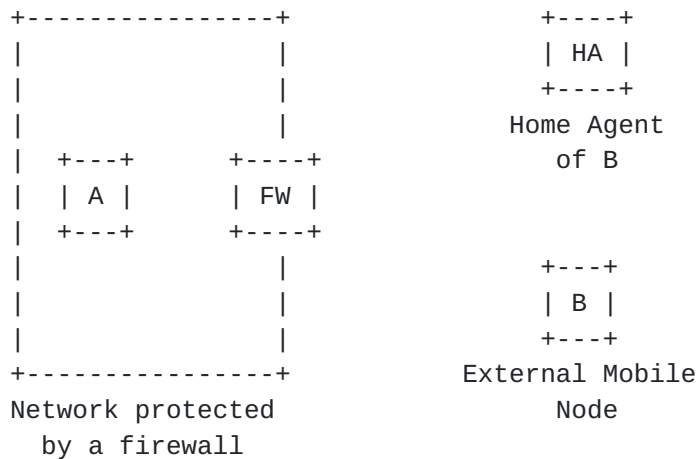 +----------------+                +----+
|                |                | HA |
|                |                +----+
|                |              Home Agent
|  +---+      +----+               of B
|  | A |      | FW |
|  +---+      +----+
|                |                +---+
|                |                | B |
|                |                +---+
+----------------+           External Mobile
Network protected                  Node
  by a firewall